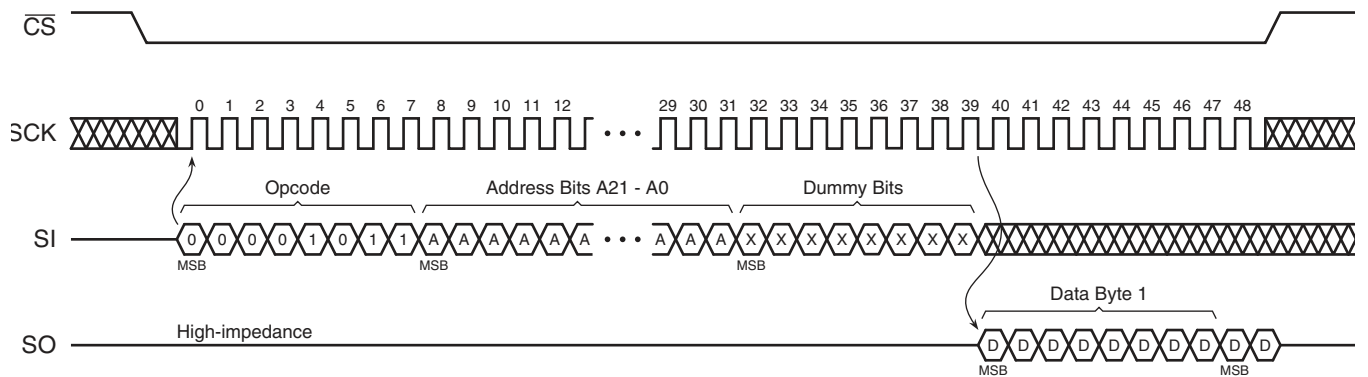 CS
0 1 2 3 4 5 6 7 8 9 10 11 12 29 30 31 32 33 34 35 36 37 38 39 40 41 42 43 44 45 46 47 48
SCK • • •
Opcode Address Bits A21 - A0 Dummy Bits
SI 0 0 0 0 1 0 1 1 A A A A A A • • • A A A X X X X X X X X
MSB MSB MSB
Data Byte 1
High-impedance
SO D D D D D D D D D D
MSB MSB